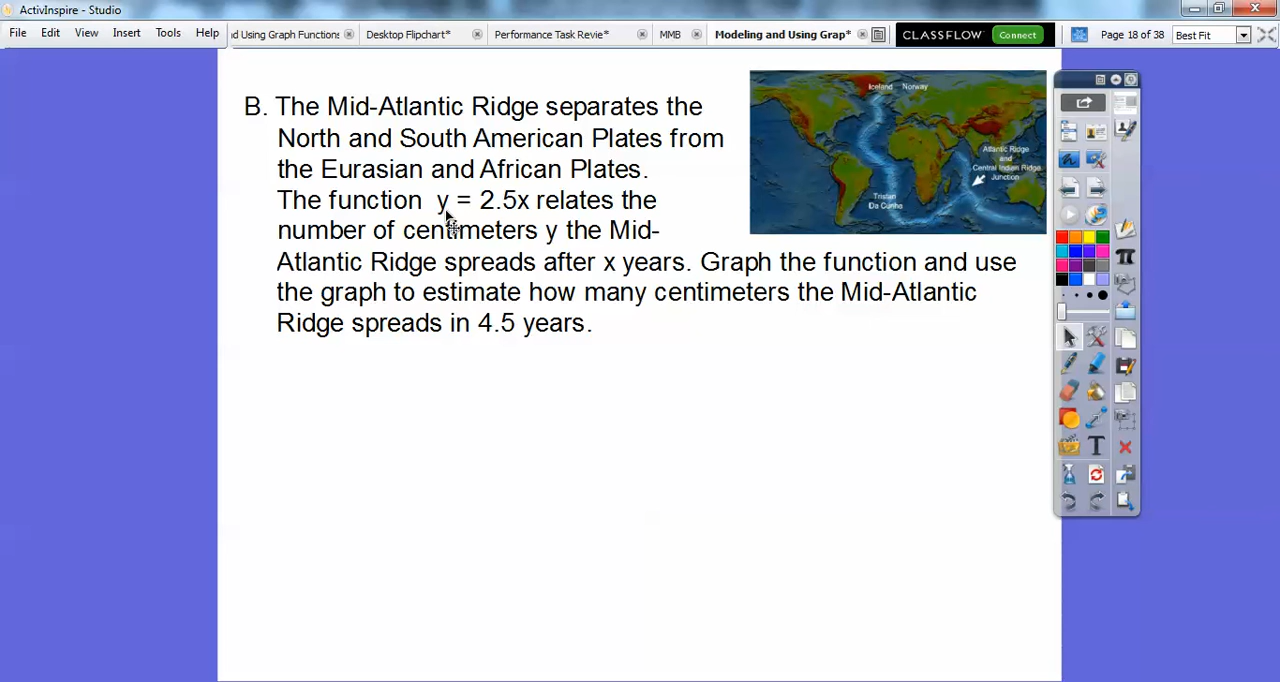 ActivInspire - Studio
File Edit View Insert Tools Help
d Using Graph Functions Desktop Flipchart* Performance Task Revie* MMB Modeling and Using Grap* CLASSFLOW Connect Page 18 of 38 Best Fit
B. The Mid-Atlantic Ridge separates the
North and South American Plates from
the Eurasian and African Plates.
The function y = 2.5x relates the
number of centimeters y the Mid-
Atlantic Ridge spreads after x years. Graph the function and use
the graph to estimate how many centimeters the Mid-Atlantic
Ridge spreads in 4.5 years.
Iceland Norway
Atlantic Ridge
and
Central Indian Ridge
Junction
Tristan
Da Cunha